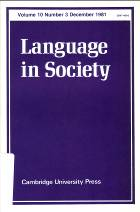 Volume 10 Number 3 December 1981
Language
in Society
Cambridge University Press